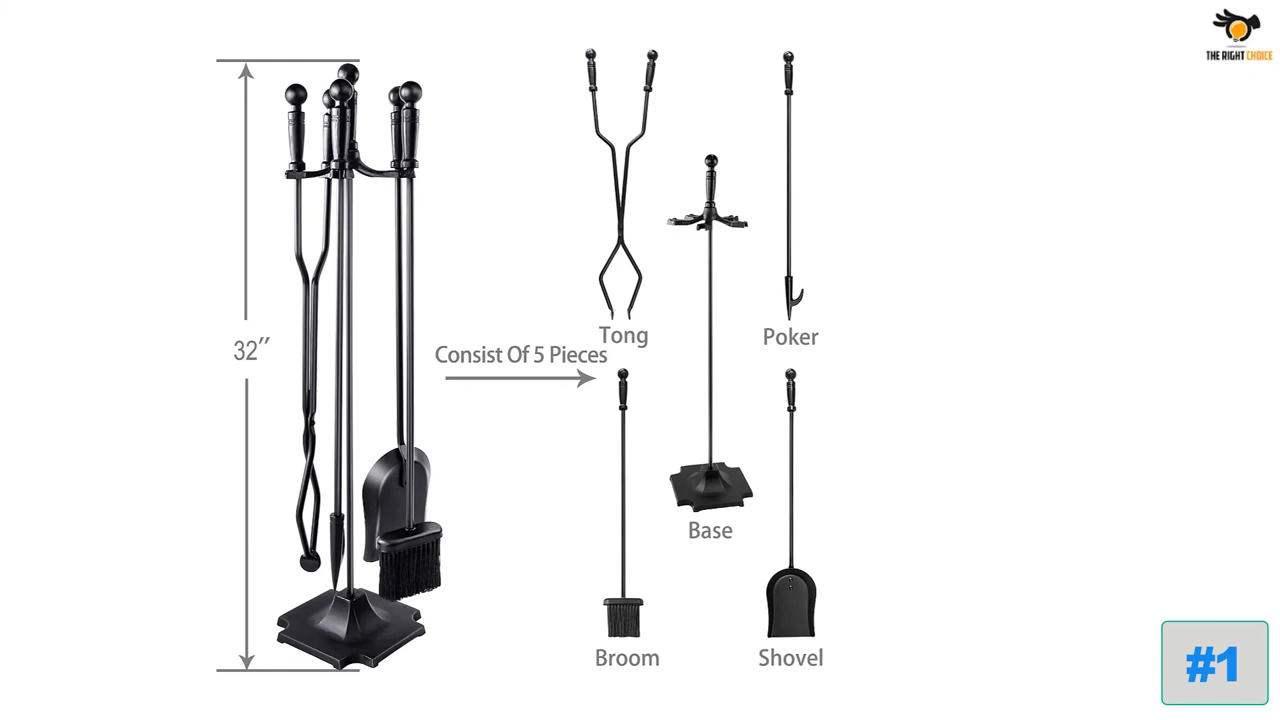 THE RIGHT CHOICE
32″
Consist Of 5 Pieces
Tong
Poker
Base
Broom
Shovel
#1